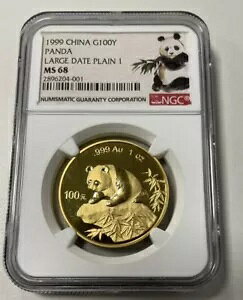 1999 CHINA G100Y
PANDA
LARGE DATE PLAIN 1
MS 68
2896204-001
NUMISMATIC GUARANTY CORPORATION
NGC
.999 Au 1 oz
100元